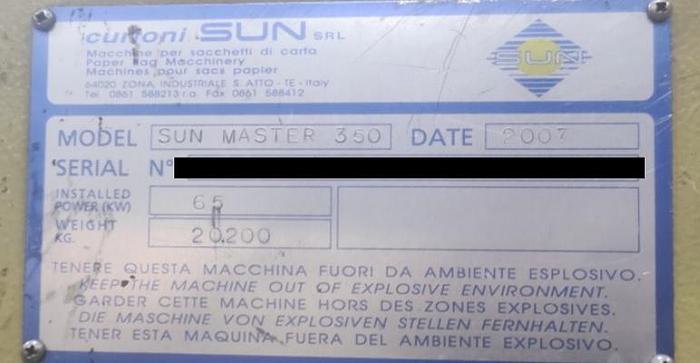 curioni SUN SRL
Macchine per sacchetti di carta
Paper Bag Macchinery
Machines pour sacs papier
64020 ZONA INDUSTRIALE S. ATTO - TE - Italy
Tel. 0861 588213 r.a. Fax 0861 588412
SUN
MODEL SUN MASTER 350 DATE 2007
SERIAL N°
INSTALLED POWER (KW) 65
WEIGHT KG. 20.200
TENERE QUESTA MACCHINA FUORI DA AMBIENTE ESPLOSIVO.
KEEP THE MACHINE OUT OF EXPLOSIVE ENVIRONMENT.
GARDER CETTE MACHINE HORS DES ZONES EXPLOSIVES.
DIE MASCHINE VON EXPLOSIVEN STELLEN FERNHALTEN.
TENER ESTA MAQUINA FUERA DEL AMBIENTE EXPLOSIVO.